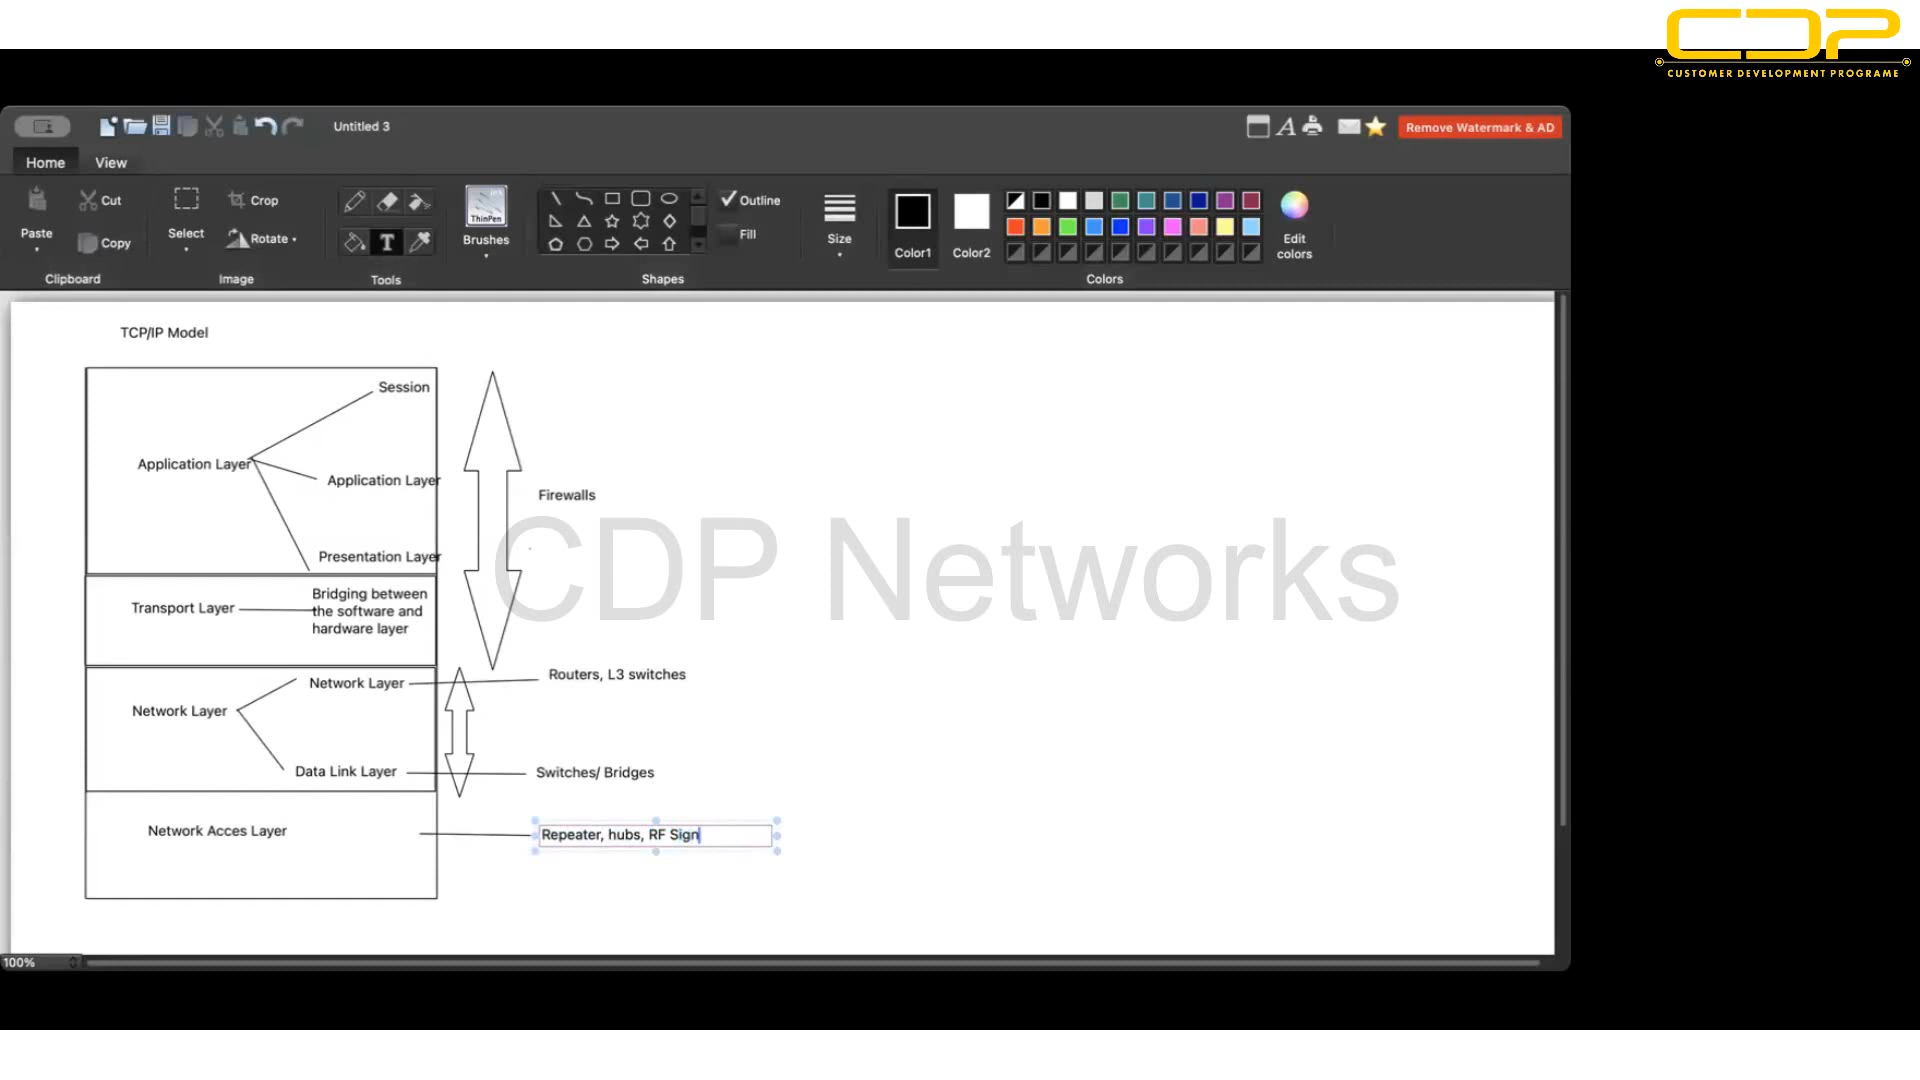 CDP
CUSTOMER DEVELOPMENT PROGRAME
Untitled 3
A
Remove Watermark & AD
Home
View
Paste
Cut
Copy
Clipboard
Select
Crop
Rotate
Image
T
Tools
ThinPen
Brushes
Outline
Fill
Shapes
Size
Color1
Color2
Edit
colors
Colors
TCP/IP Model
Session
Application Layer
Application Layer
Firewalls
Presentation Layer
CDP Networks
Transport Layer
Bridging between
the software and
hardware layer
Network Layer
Routers, L3 switches
Network Layer
Data Link Layer
Switches/ Bridges
Network Acces Layer
Repeater, hubs, RF Sign
100%